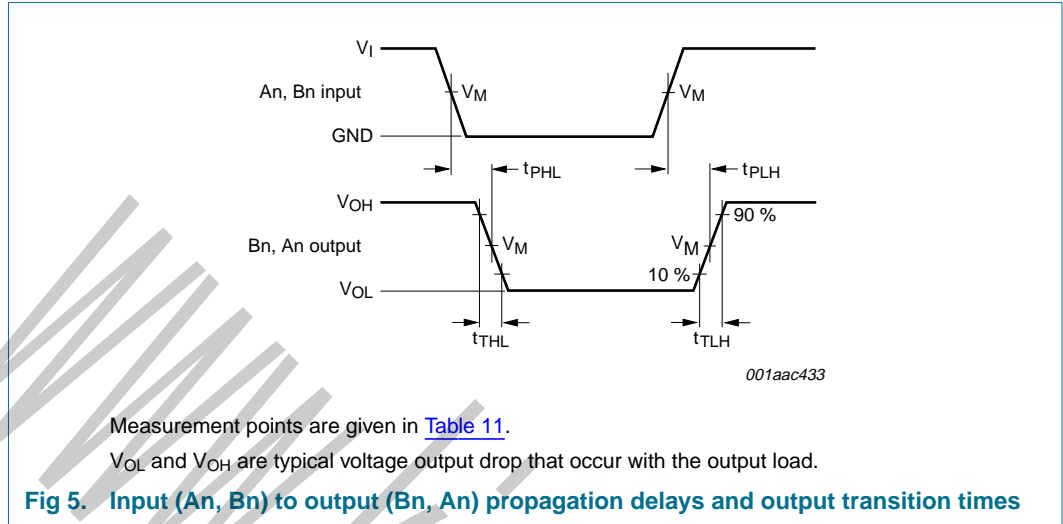 VI
An, Bn input
VM
VM
GND
tPHL
tPLH
VOH
90 %
Bn, An output
VM
VM
10 %
VOL
tTHL
tTLH
001aac433
Measurement points are given in Table 11.
VOL and VOH are typical voltage output drop that occur with the output load.
Fig 5. Input (An, Bn) to output (Bn, An) propagation delays and output transition times